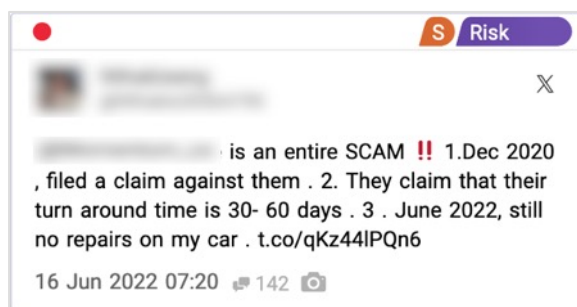 S Risk
X
is an entire SCAM ‼ 1.Dec 2020
, filed a claim against them . 2. They claim that their
turn around time is 30- 60 days . 3 . June 2022, still
no repairs on my car . t.co/qKz44lPQn6
16 Jun 2022 07:20 142